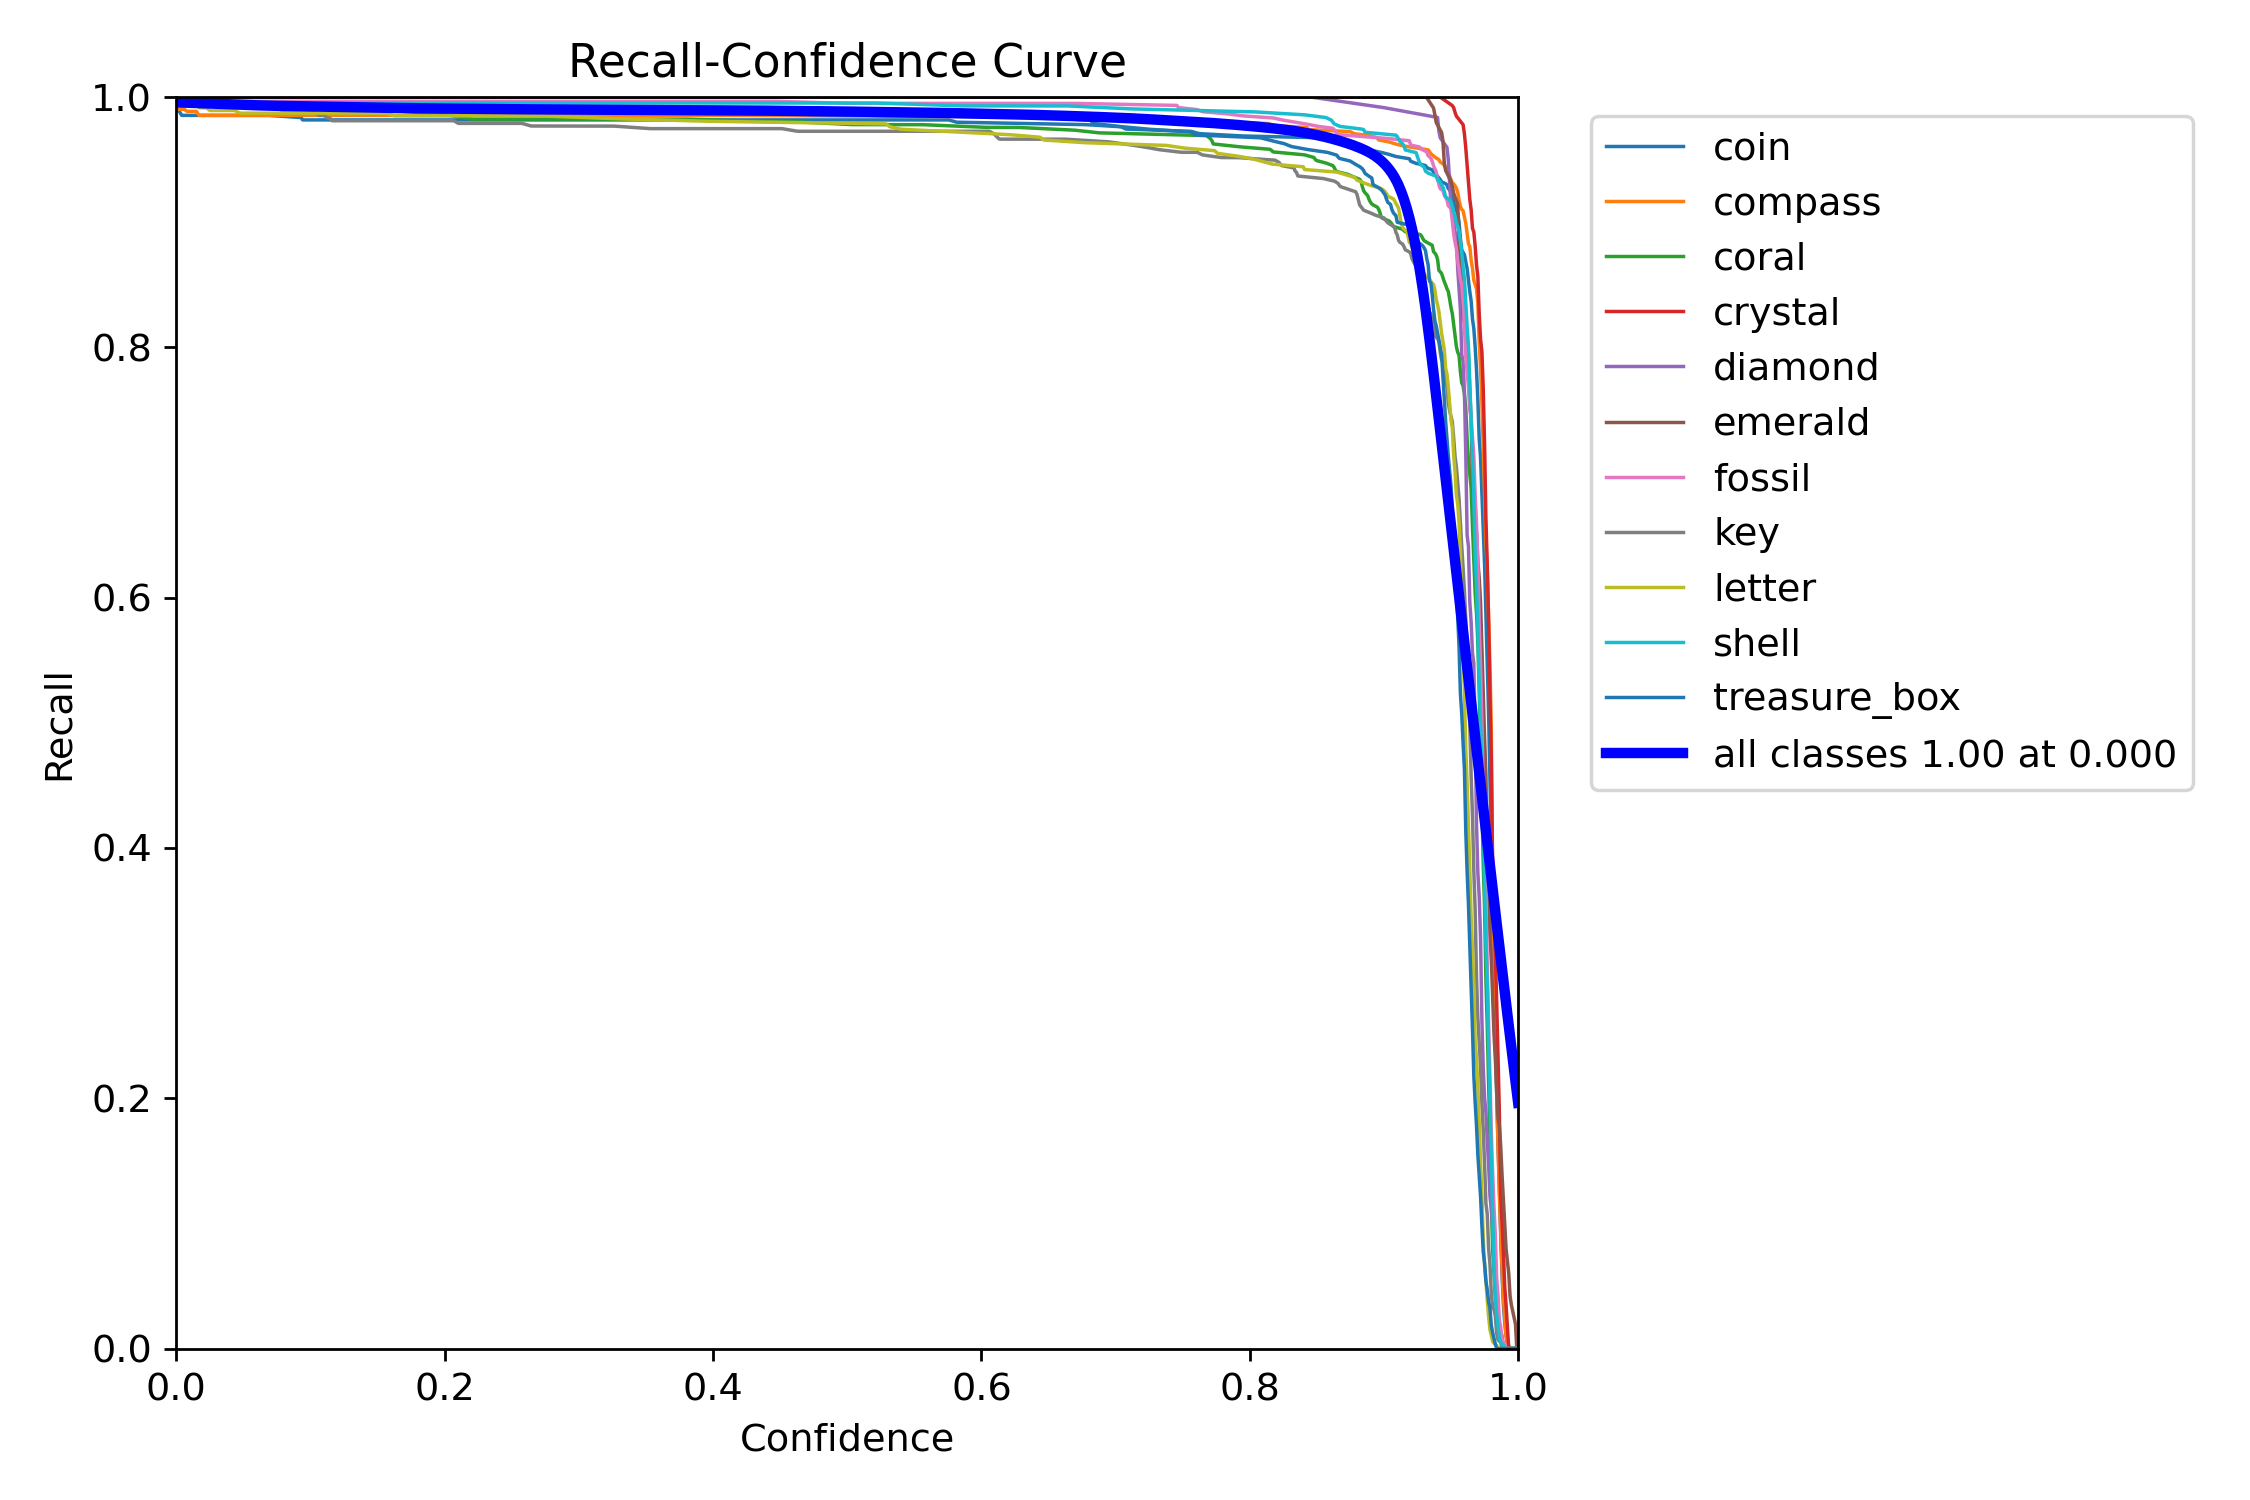 Recall-Confidence Curve
1.0
0.8
0.6
0.4
0.2
0.0
Recall
0.0 0.2 0.4 0.6 0.8 1.0
Confidence
coin
compass
coral
crystal
diamond
emerald
fossil
key
letter
shell
treasure_box
all classes 1.00 at 0.000